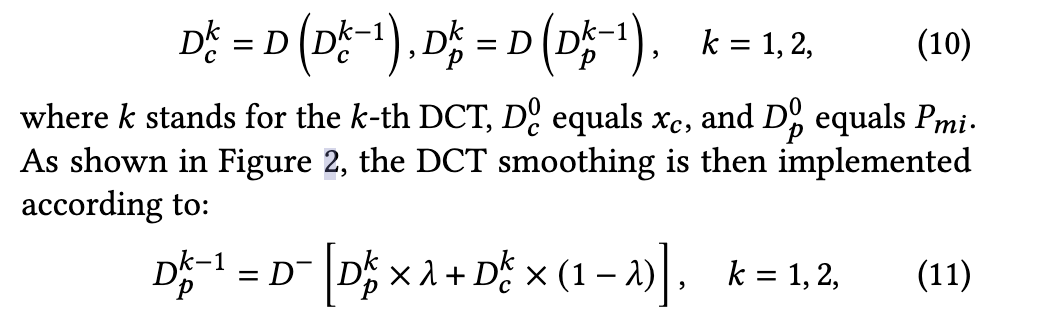 D_c^k = D (D_c^{k−1}) , D_p^k = D (D_p^{k−1}) , k = 1, 2, (10)
where k stands for the k-th DCT, D_c^0 equals x_c, and D_p^0 equals P_{mi}.
As shown in Figure 2, the DCT smoothing is then implemented
according to:
D_p^{k−1} = D^− [D_p^k × λ + D_c^k × (1 − λ)] , k = 1, 2, (11)